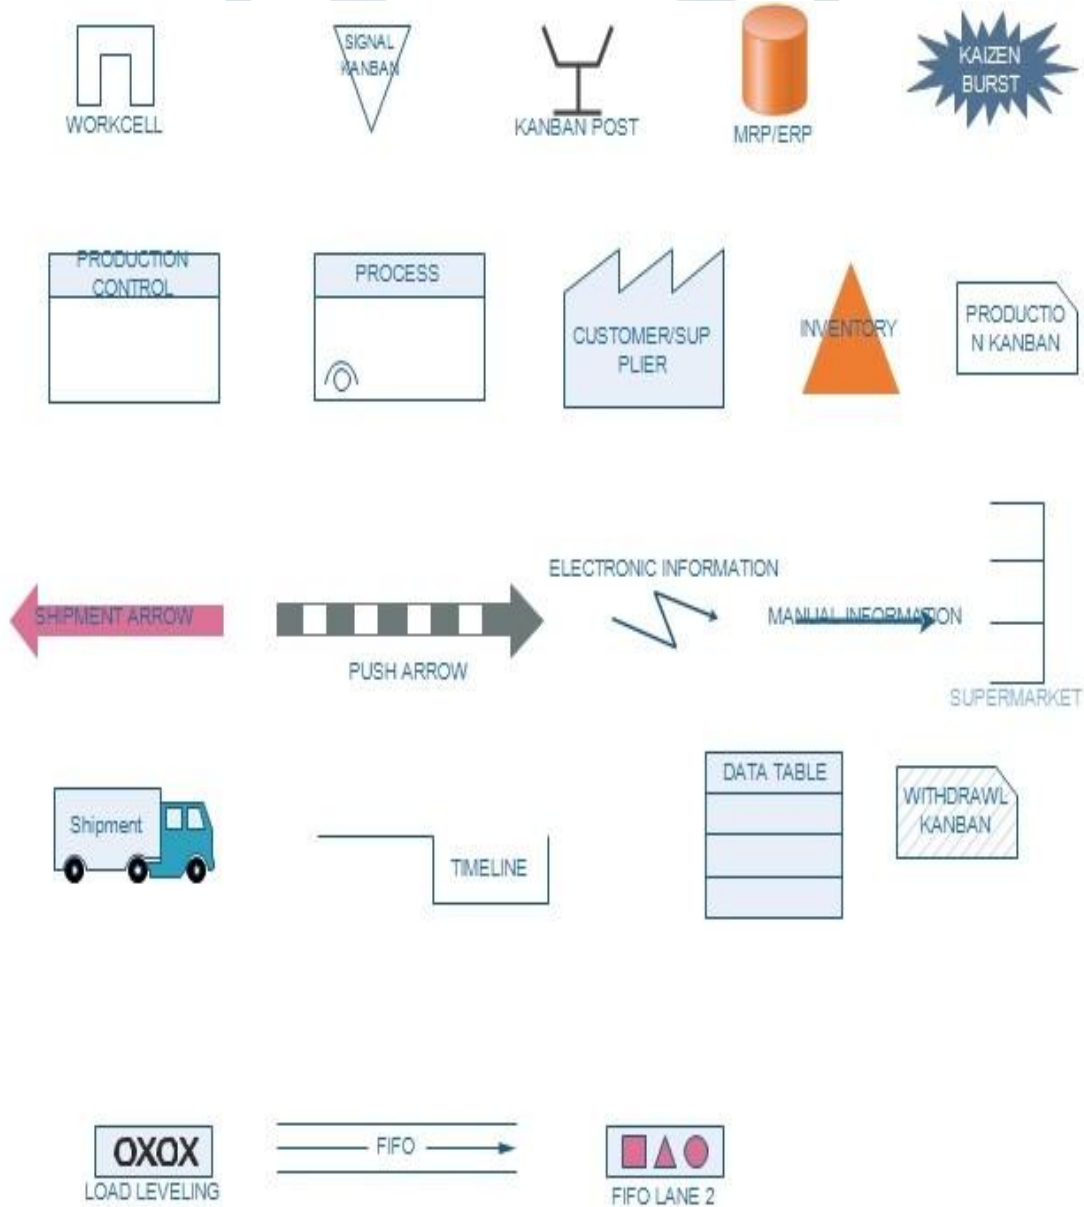 SIGNAL
KANBAN
KAIZEN
BURST
WORKCELL
KANBAN POST
MRP/ERP
PRODUCTION
CONTROL
PROCESS
CUSTOMER/SUP
PLIER
INVENTORY
PRODUCTIO
N KANBAN
ELECTRONIC INFORMATION
SHIPMENT ARROW
MANUAL INFORMATION
PUSH ARROW
SUPERMARKET
Shipment
TIMELINE
DATA TABLE
WITHDRAWL
KANBAN
OXOX
LOAD LEVELING
FIFO
FIFO LANE 2